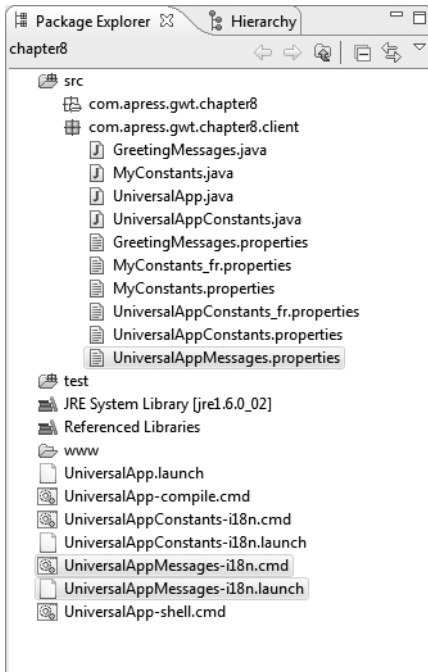 Package Explorer Hierarchy
chapter8
src
com.apress.gwt.chapter8
com.apress.gwt.chapter8.client
GreetingMessages.java
MyConstants.java
UniversalApp.java
UniversalAppConstants.java
GreetingMessages.properties
MyConstants_fr.properties
MyConstants.properties
UniversalAppConstants_fr.properties
UniversalAppConstants.properties
UniversalAppMessages.properties
test
JRE System Library [jre1.6.0_02]
Referenced Libraries
www
UniversalApp.launch
UniversalApp-compile.cmd
UniversalAppConstants-i18n.cmd
UniversalAppConstants-i18n.launch
UniversalAppMessages-i18n.cmd
UniversalAppMessages-i18n.launch
UniversalApp-shell.cmd